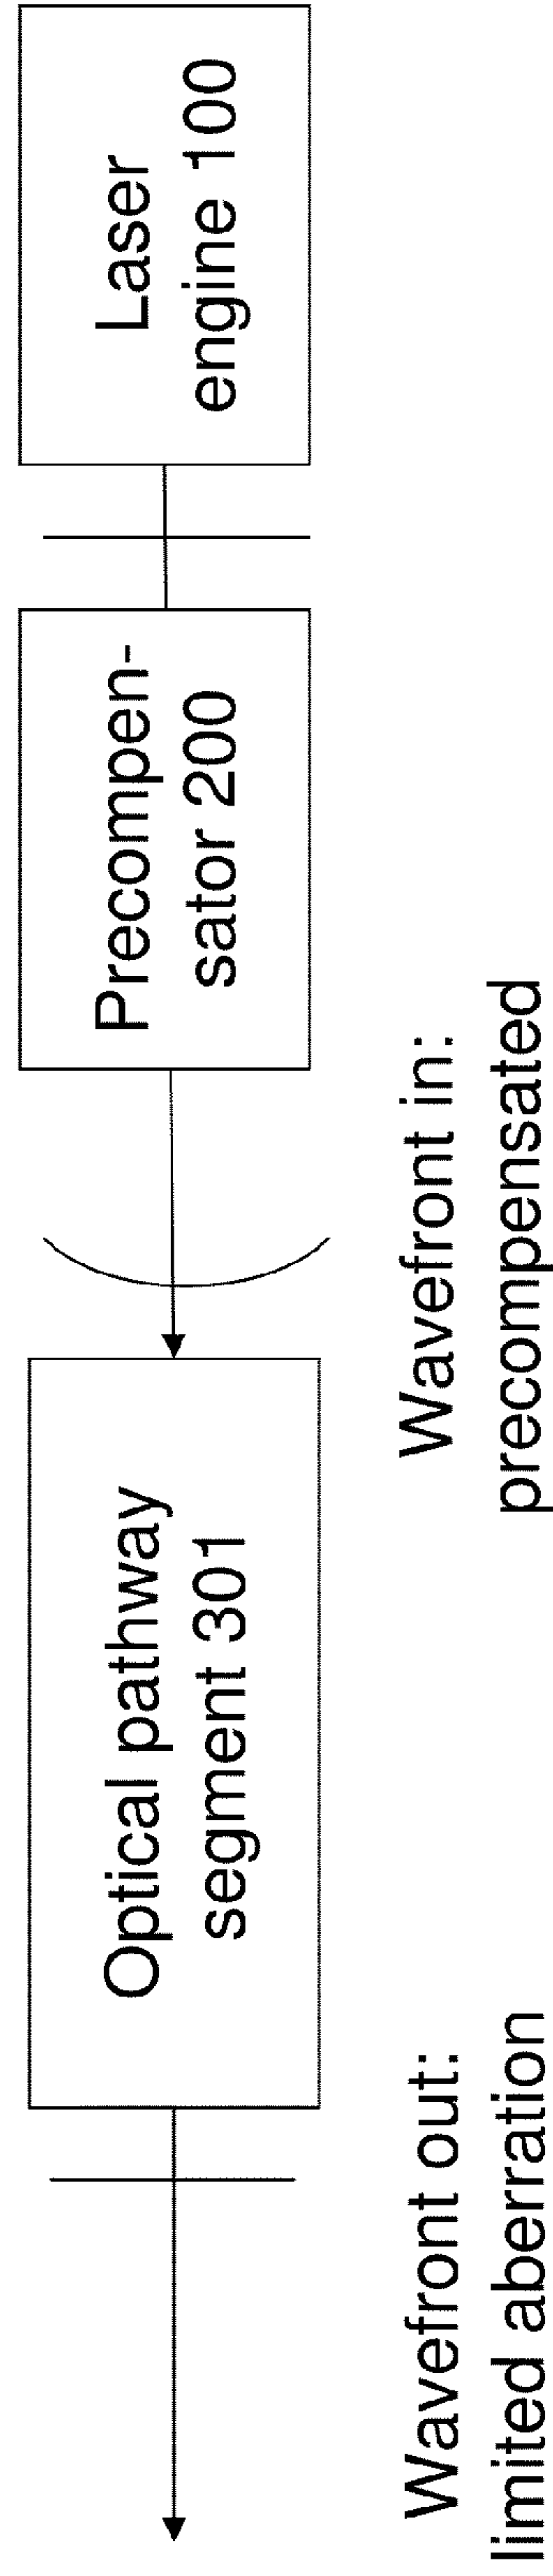 Laser
engine 100
Precompen-
sator 200
Optical pathway
segment 301
Wavefront in:
precompensated
Wavefront out:
limited aberration